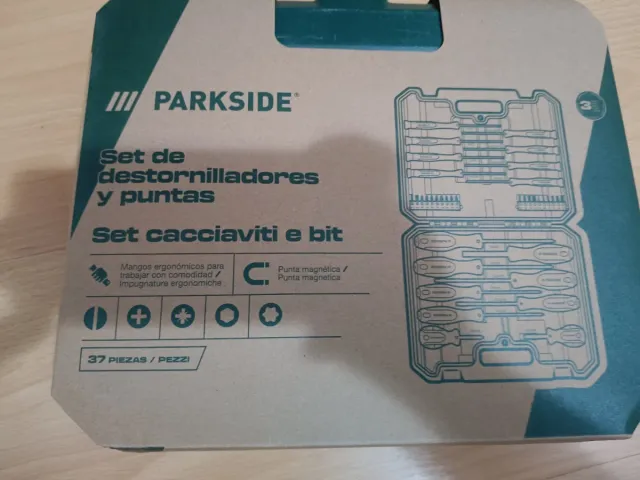 PARKSIDE®
Set de
destornilladores
y puntas
Set cacciaviti e bit
Mangos ergonómicos para
trabajar con comodidad /
Impugnature ergonomiche
Punta magnética /
Punta magnetica
37 PIEZAS / PEZZI
3